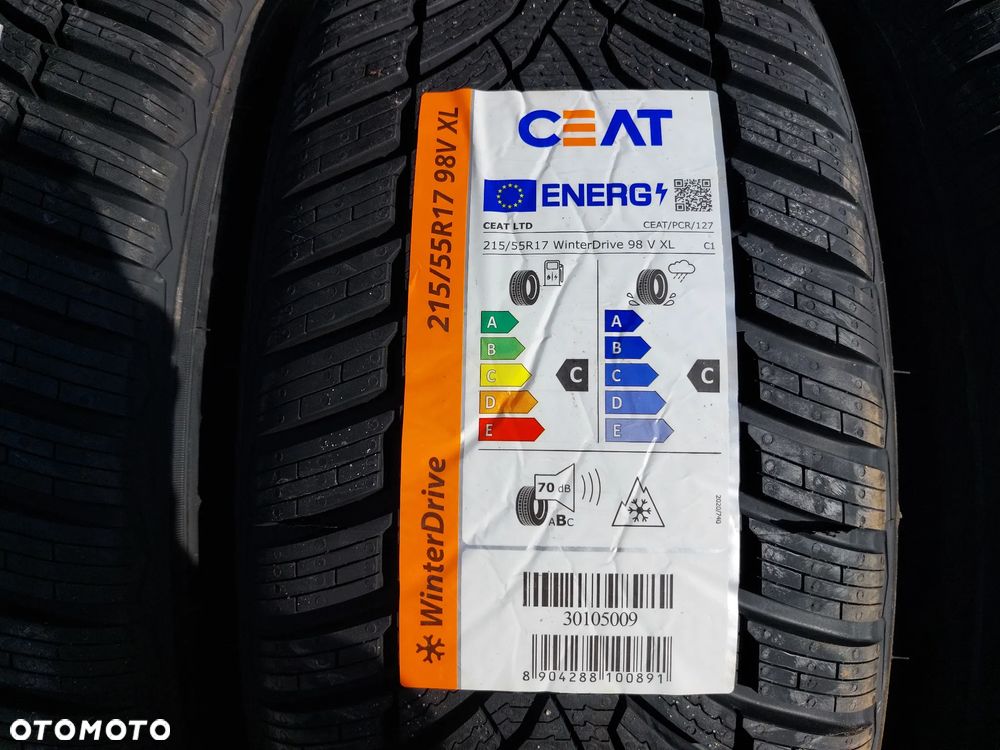 CEAT
ENERG
CEAT LTD CEAT/PCR/127
215/55R17 WinterDrive 98 V XL C1
A
B
C
D
E
C
A
B
C
D
E
C
70 dB
ABC
2020/740
30105009
8 904288 100891
WinterDrive 215/55R17 98V XL
OTOMOTO